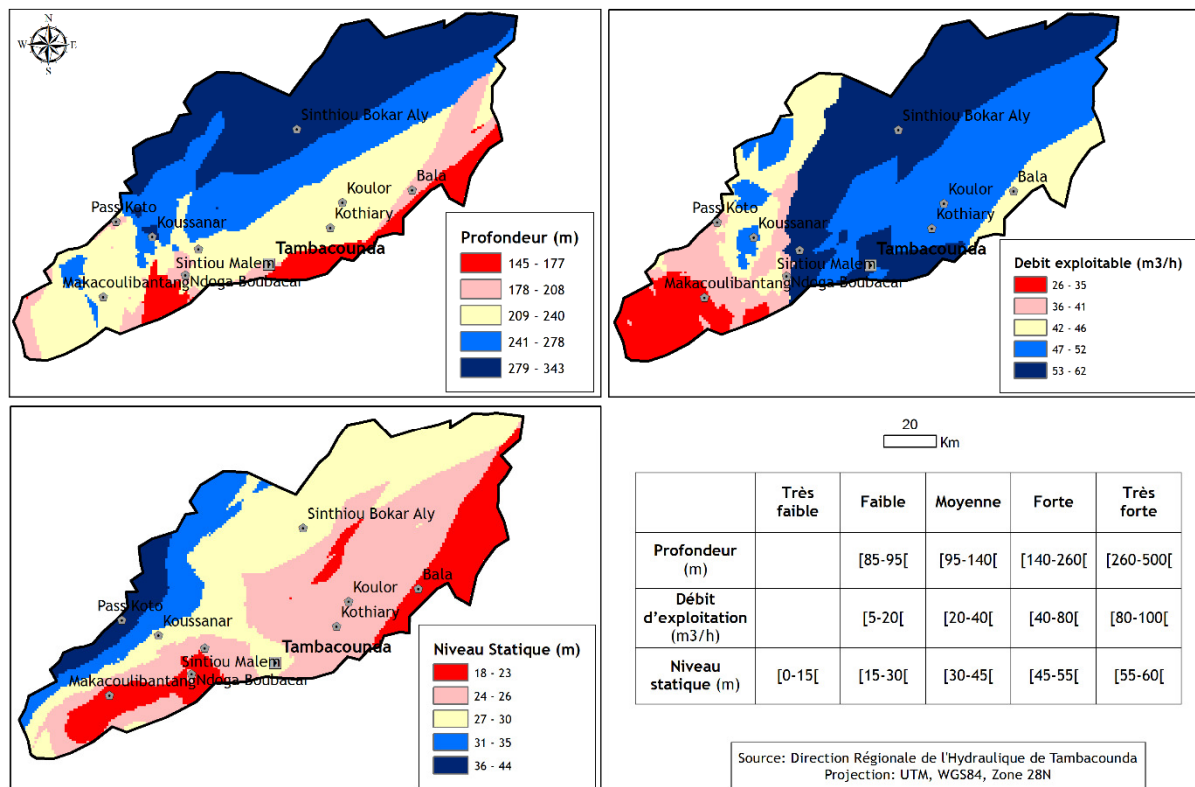 N
W E
S
Sinthiou Bokar Aly
Bala
Koulor
Pass Koto
Kothiary
Koussanar
Tambacounda
Sintiou Malem
Makacoulibantang
Ndoga Boubacar
Profondeur (m)
145 - 177
178 - 208
209 - 240
241 - 278
279 - 343
Sinthiou Bokar Aly
Bala
Koulor
Pass Koto
Kothiary
Koussanar
Tambacounda
Sintiou Malem
Makacoulibantang
Ndoga Boubacar
Debit exploitable (m3/h)
26 - 35
36 - 41
42 - 46
47 - 52
53 - 62
Sinthiou Bokar Aly
Bala
Koulor
Pass Koto
Kothiary
Koussanar
Tambacounda
Sintiou Malem
Makacoulibantang
Ndoga Boubacar
Niveau Statique (m)
18 - 23
24 - 26
27 - 30
31 - 35
36 - 44
20
Km
Très faible Faible Moyenne Forte Très forte
Profondeur (m) [85-95[ [95-140[ [140-260[ [260-500[
Débit d'exploitation (m3/h) [5-20[ [20-40[ [40-80[ [80-100[
Niveau statique (m) [0-15[ [15-30[ [30-45[ [45-55[ [55-60[
Source: Direction Régionale de l'Hydraulique de Tambacounda
Projection: UTM, WGS84, Zone 28N